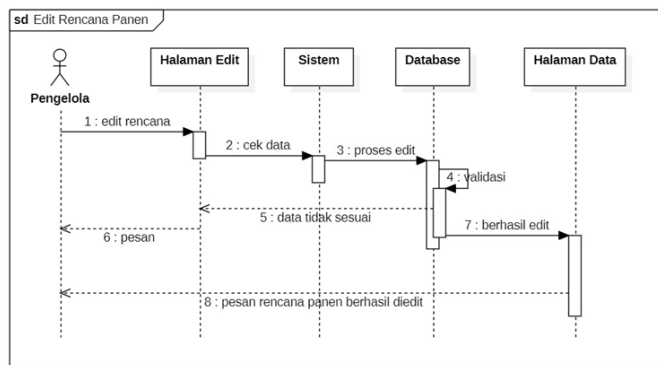 sd Edit Rencana Panen
Halaman Edit
Sistem
Database
Halaman Data
Pengelola
1 : edit rencana
2 : cek data
3 : proses edit
4 : validasi
5 : data tidak sesuai
6 : pesan
7 : berhasil edit
8 : pesan rencana panen berhasil diedit